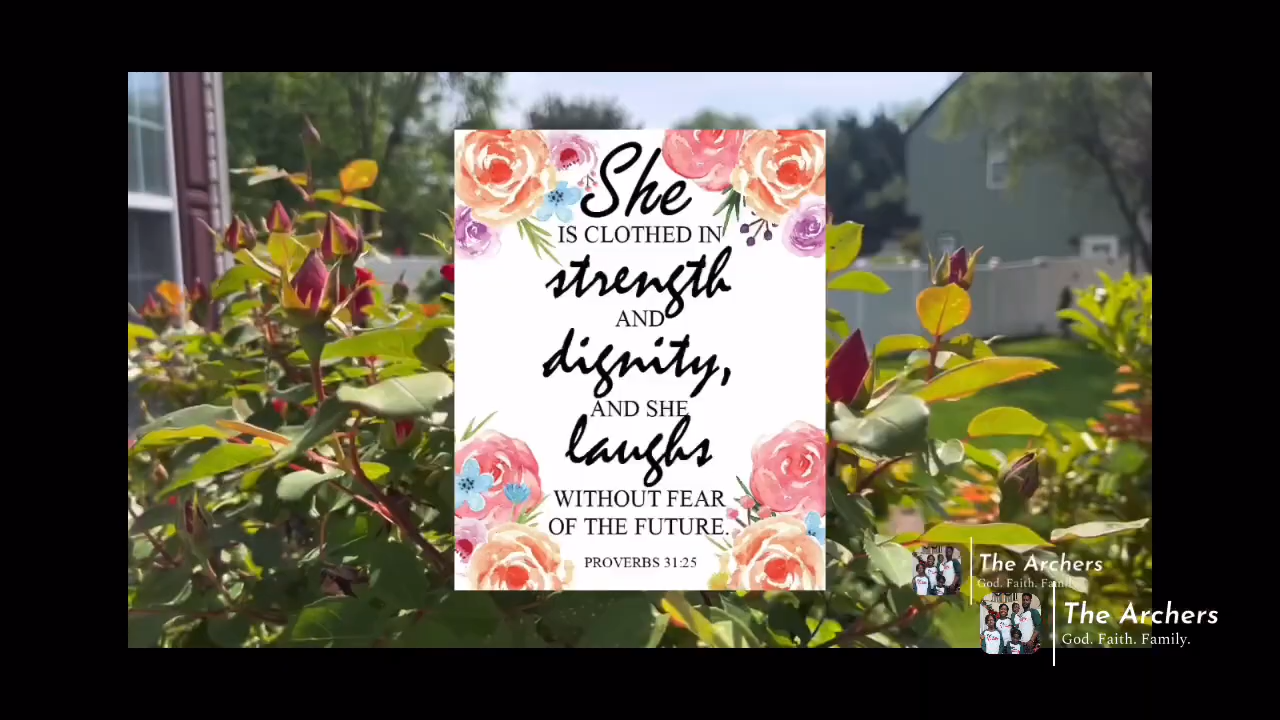 She
IS CLOTHED IN
strength
AND
dignity,
AND SHE
laughs
WITHOUT FEAR
OF THE FUTURE.
PROVERBS 31:25
The Archers
God. Faith. Family.
The Archers
God. Faith. Family.